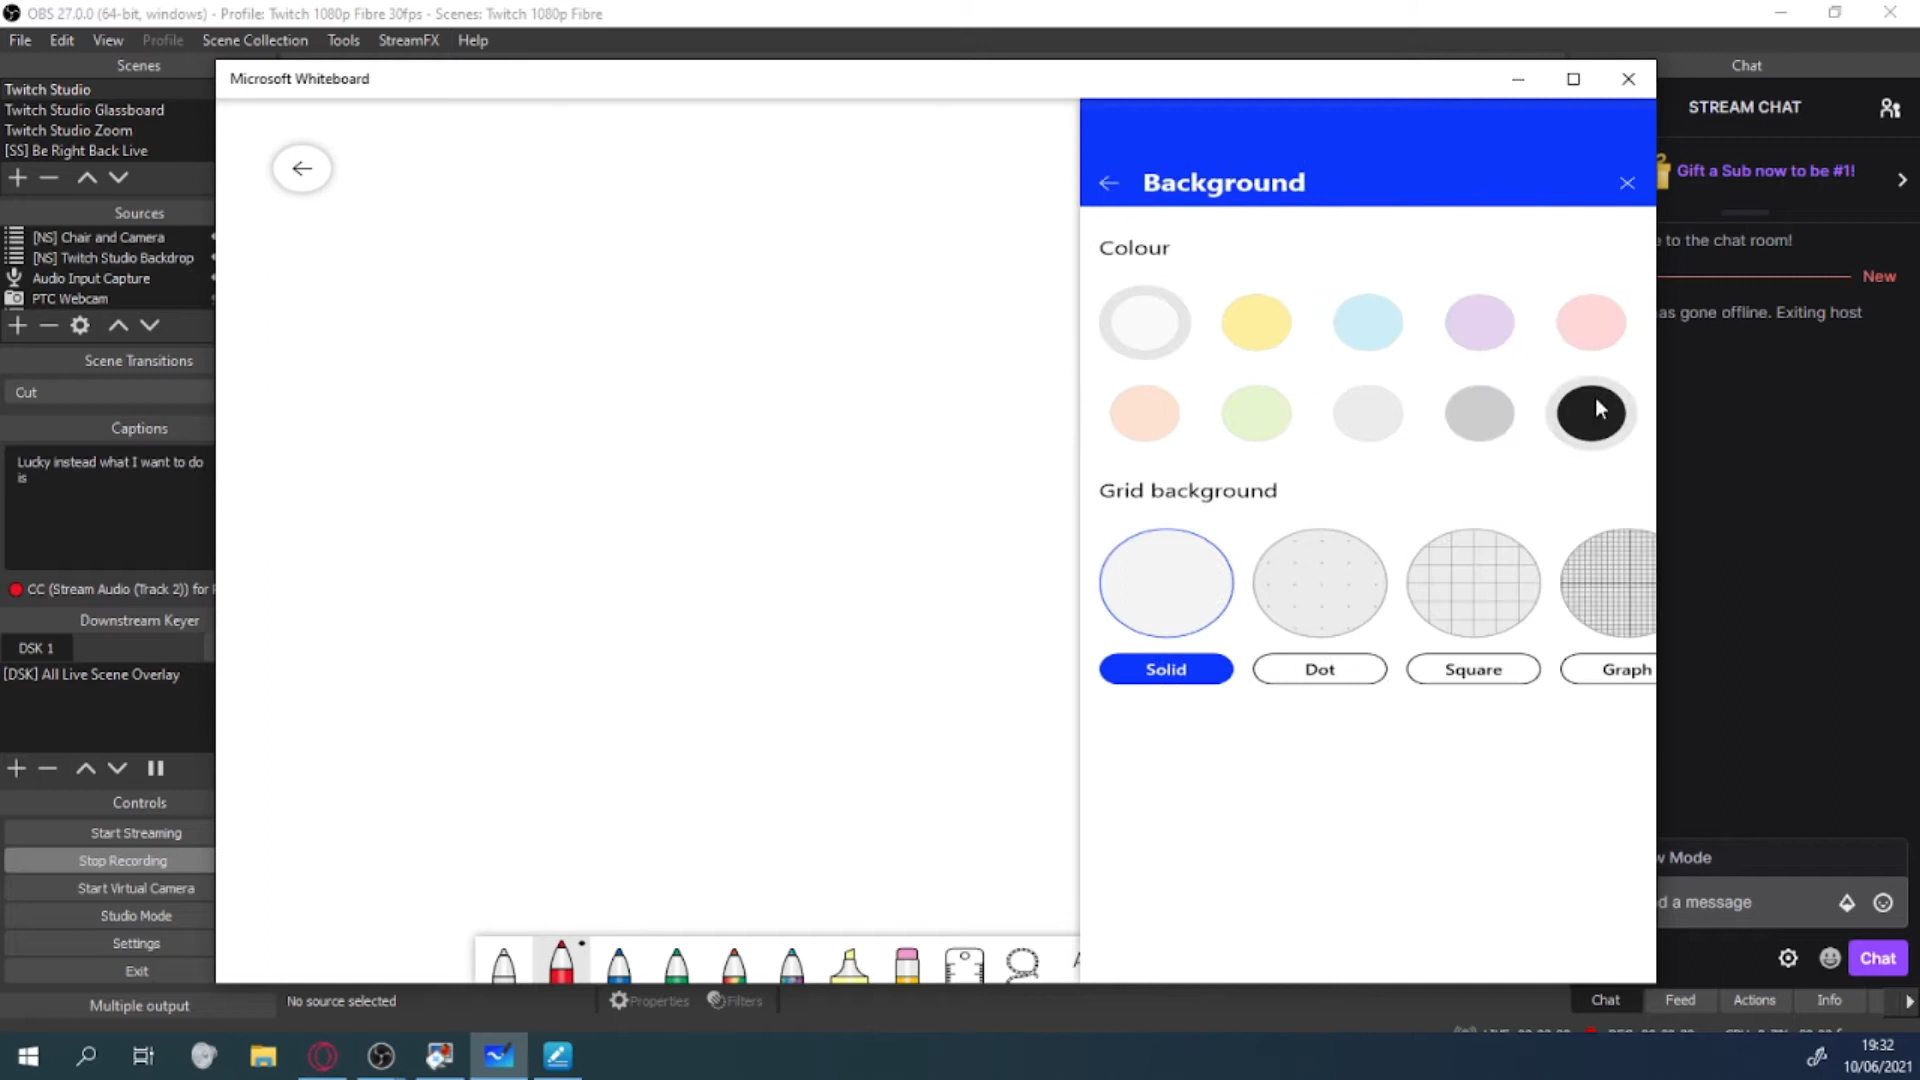 OBS 27.0.0 (64-bit, windows) - Profile: Twitch 1080p Fibre 30fps - Scenes: Twitch 1080p Fibre
File Edit View Profile Scene Collection Tools StreamFX Help
Scenes
Twitch Studio
Twitch Studio Glassboard
Twitch Studio Zoom
[SS] Be Right Back Live
Sources
[NS] Chair and Camera
[NS] Twitch Studio Backdrop
Audio Input Capture
PTC Webcam
Scene Transitions
Cut
Captions
Lucky instead what I want to do
is
CC (Stream Audio (Track 2)) for
Downstream Keyer
DSK 1
[DSK] All Live Scene Overlay
Controls
Start Streaming
Stop Recording
Start Virtual Camera
Studio Mode
Settings
Exit
Multiple output
No source selected
Properties
Filters
Microsoft Whiteboard
Background
Colour
Grid background
Solid
Dot
Square
Graph
Chat
STREAM CHAT
Gift a Sub now to be #1!
to the chat room!
New
gone offline. Exiting host
Mode
a message
Chat
Chat Feed Actions Info
19:32
10/06/2021